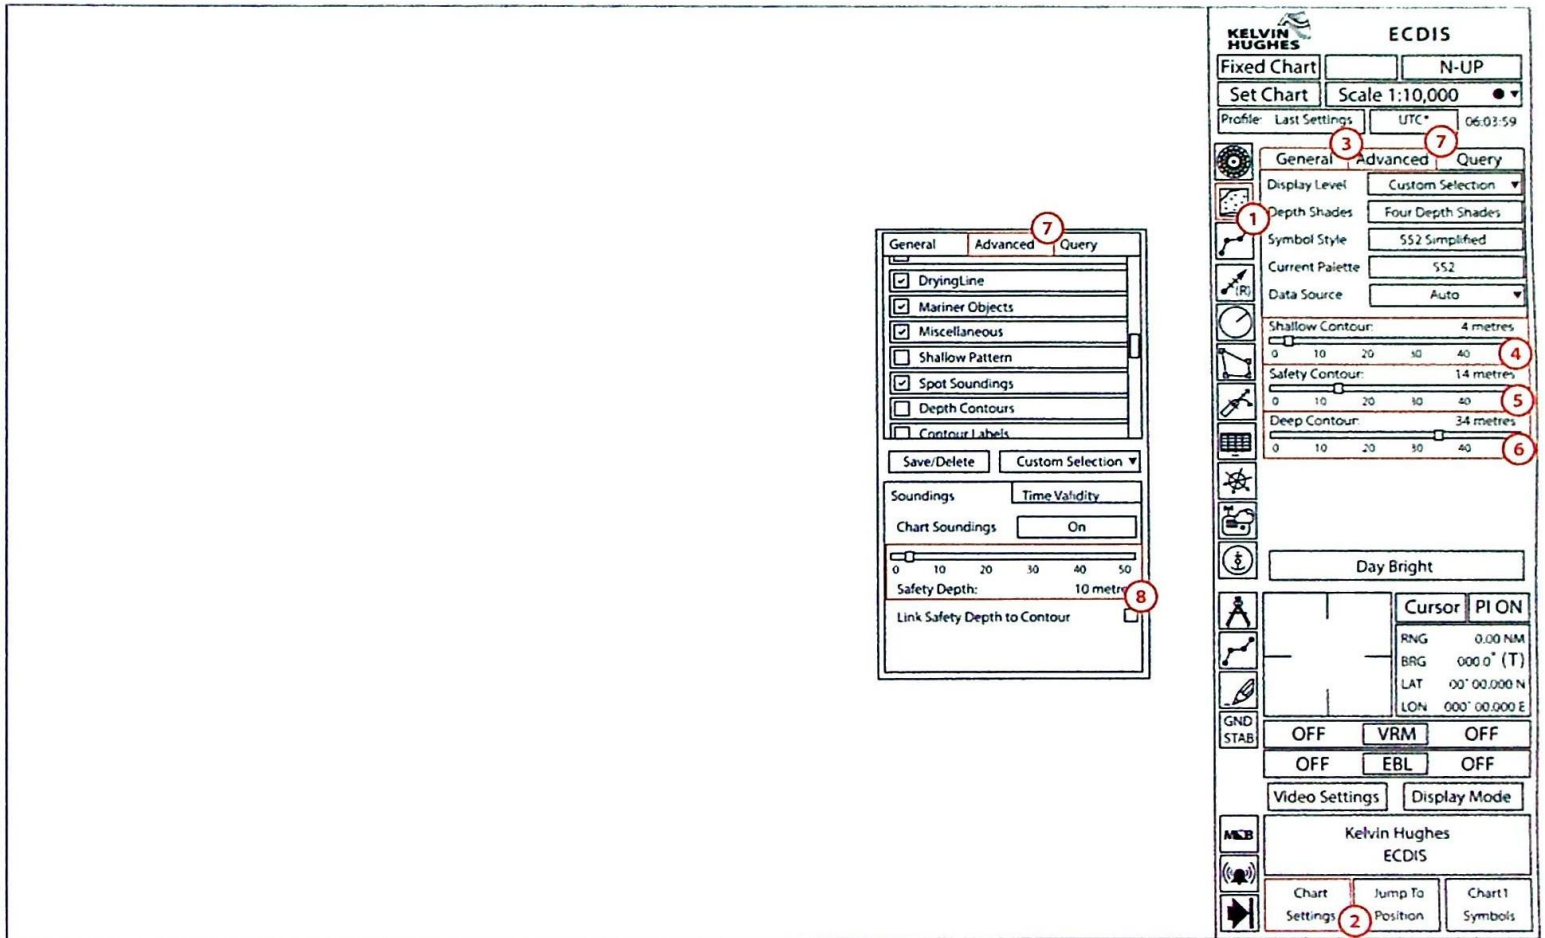 KELVIN
HUGHES
ECDIS
Fixed Chart
N-UP
Set Chart
Scale 1:10,000
Profile: Last Settings
UTC*
06:03:59
3
7
General
Advanced
Query
Display Level
Custom Selection
1
Depth Shades
Four Depth Shades
Symbol Style
S52 Simplified
Current Palette
S52
(R)
Data Source
Auto
Shallow Contour: 4 metres
0 10 20 30 40
4
Safety Contour: 14 metres
0 10 20 30 40
5
Deep Contour: 34 metres
0 10 20 30 40
6
Day Bright
Cursor
PI ON
RNG 0.00 NM
BRG 000.0° (T)
LAT 00° 00.000 N
LON 000° 00.000 E
GND
STAB
OFF
VRM
OFF
OFF
EBL
OFF
Video Settings
Display Mode
Kelvin Hughes
ECDIS
Chart
Settings
2
Jump To
Position
Chart1
Symbols
7
General
Advanced
Query
DryingLine
Mariner Objects
Miscellaneous
Shallow Pattern
Spot Soundings
Depth Contours
Contour Labels
Save/Delete
Custom Selection
Soundings
Time Validity
Chart Soundings
On
0 10 20 30 40 50
Safety Depth: 10 metre
8
Link Safety Depth to Contour